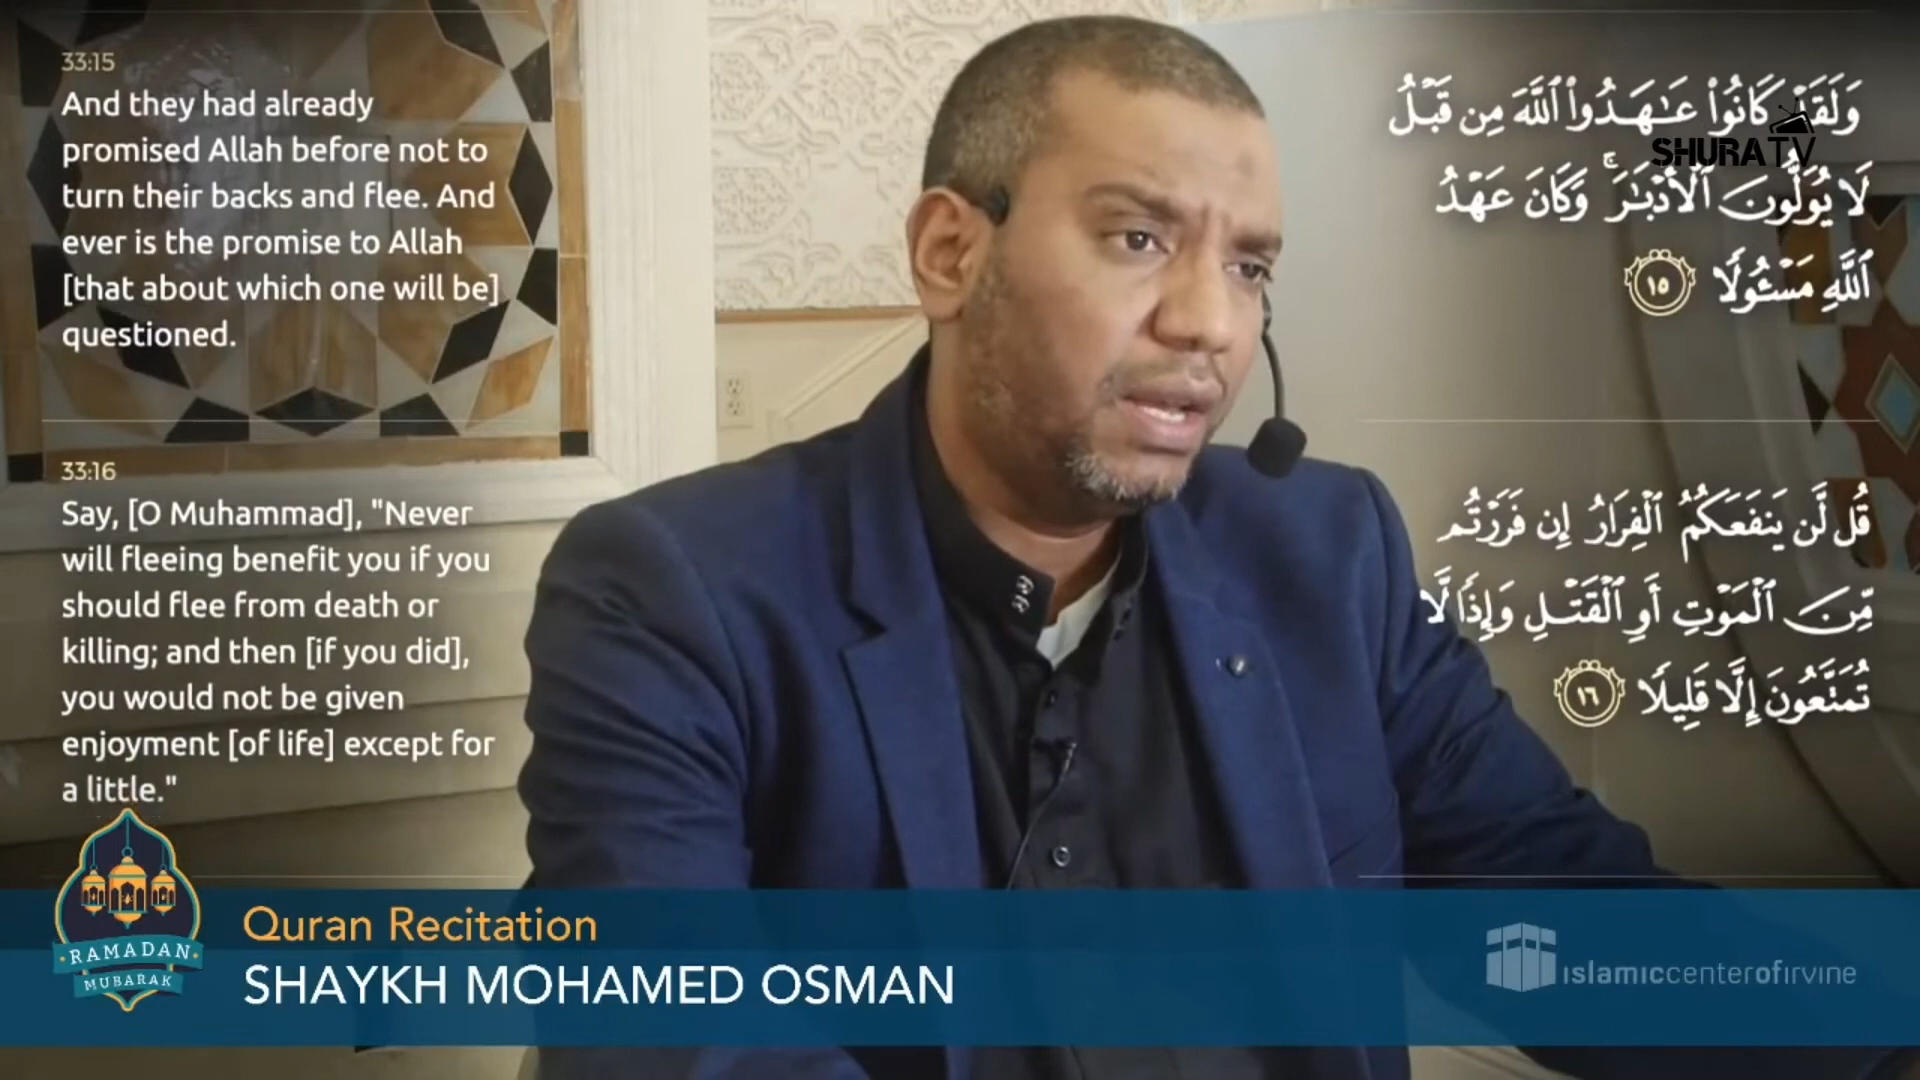 33:15
And they had already
promised Allah before not to
turn their backs and flee. And
ever is the promise to Allah
[that about which one will be]
questioned.
وَلَقَدْ كَانُوا۟ عَـٰهَدُوا۟ ٱللَّهَ مِن قَبْلُ
لَا يُوَلُّونَ ٱلْأَدْبَـٰرَ ۚ وَكَانَ عَهْدُ
ٱللَّهِ مَسْـُٔولًا ١٥
SHURATV
33:16
Say, [O Muhammad], "Never
will fleeing benefit you if you
should flee from death or
killing; and then [if you did],
you would not be given
enjoyment [of life] except for
a little."
قُل لَّن يَنفَعَكُمُ ٱلْفِرَارُ إِن فَرَرْتُم
مِّنَ ٱلْمَوْتِ أَوِ ٱلْقَتْلِ وَإِذًا لَّا
تُمَتَّعُونَ إِلَّا قَلِيلًا ١٦
RAMADAN
MUBARAK
Quran Recitation
SHAYKH MOHAMED OSMAN
islamiccenterofirvine